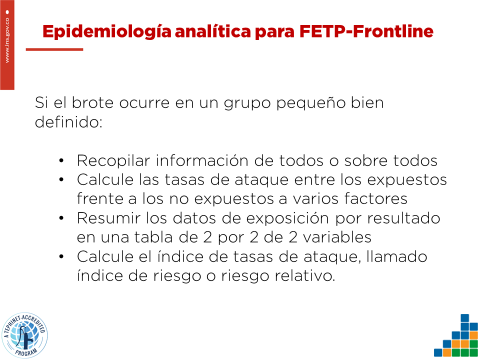 www.ins.gov.co
Epidemiología analítica para FETP-Frontline
Si el brote ocurre en un grupo pequeño bien
definido:
• Recopilar información de todos o sobre todos
• Calcule las tasas de ataque entre los expuestos
frente a los no expuestos a varios factores
• Resumir los datos de exposición por resultado
en una tabla de 2 por 2 de 2 variables
• Calcule el índice de tasas de ataque, llamado
índice de riesgo o riesgo relativo.
A TEPHINET ACCREDITED
PROGRAM